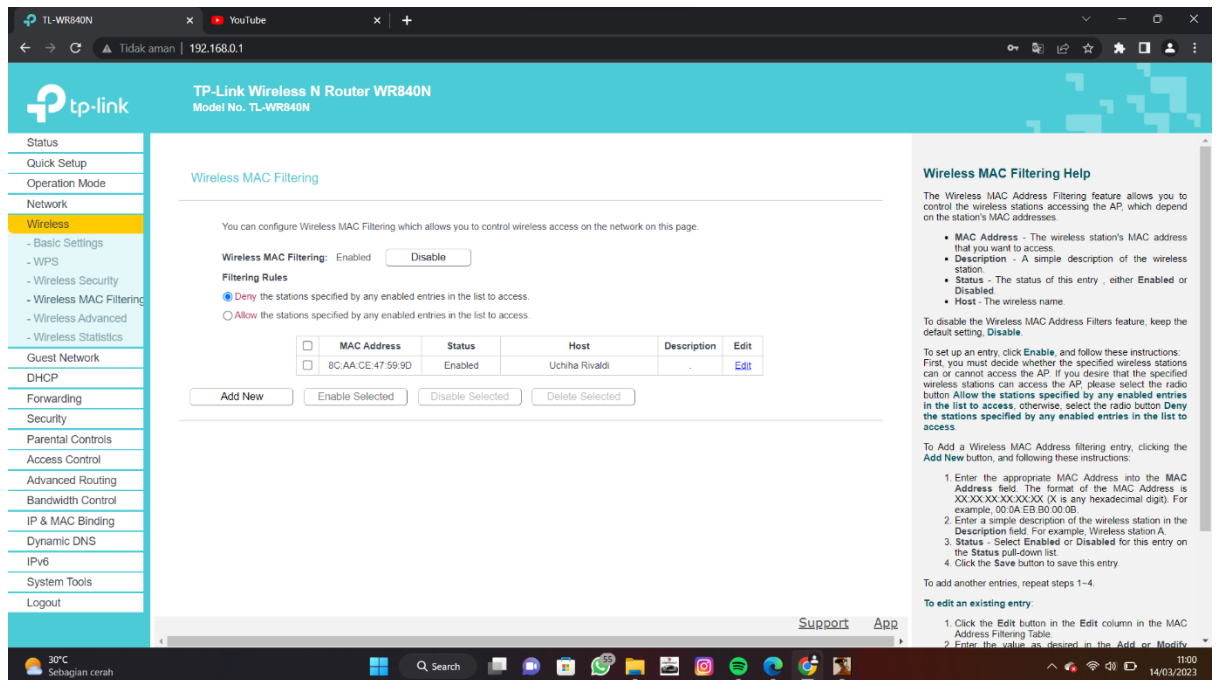 TL-WR840N
YouTube
Tidak aman
192.168.0.1
tp-link
TP-Link Wireless N Router WR840N
Model No. TL-WR840N
Status
Quick Setup
Operation Mode
Network
Wireless
- Basic Settings
- WPS
- Wireless Security
- Wireless MAC Filtering
- Wireless Advanced
- Wireless Statistics
Guest Network
DHCP
Forwarding
Security
Parental Controls
Access Control
Advanced Routing
Bandwidth Control
IP & MAC Binding
Dynamic DNS
IPv6
System Tools
Logout
Wireless MAC Filtering
You can configure Wireless MAC Filtering which allows you to control wireless access on the network on this page.
Wireless MAC Filtering: Enabled Disable
Filtering Rules
Deny the stations specified by any enabled entries in the list to access.
Allow the stations specified by any enabled entries in the list to access.
MAC Address Status Host Description Edit
8C:AA:CE:47:59:9D Enabled Uchiha Rivaldi . Edit
Add New Enable Selected Disable Selected Delete Selected
Support App
Wireless MAC Filtering Help
The Wireless MAC Address Filtering feature allows you to
control the wireless stations accessing the AP, which depend
on the station's MAC addresses.
• MAC Address - The wireless station's MAC address
that you want to access.
• Description - A simple description of the wireless
station.
• Status - The status of this entry , either Enabled or
Disabled.
• Host - The wireless name.
To disable the Wireless MAC Address Filters feature, keep the
default setting, Disable.
To set up an entry, click Enable, and follow these instructions:
First, you must decide whether the specified wireless stations
can or cannot access the AP. If you desire that the specified
wireless stations can access the AP, please select the radio
button Allow the stations specified by any enabled entries
in the list to access, otherwise, select the radio button Deny
the stations specified by any enabled entries in the list to
access.
To Add a Wireless MAC Address filtering entry, clicking the
Add New button, and following these instructions:
1. Enter the appropriate MAC Address into the MAC
Address field. The format of the MAC Address is
XX:XX:XX:XX:XX:XX (X is any hexadecimal digit). For
example, 00:0A:EB:B0:00:0B.
2. Enter a simple description of the wireless station in the
Description field. For example, Wireless station A.
3. Status - Select Enabled or Disabled for this entry on
the Status pull-down list.
4. Click the Save button to save this entry.
To add another entries, repeat steps 1~4.
To edit an existing entry:
1. Click the Edit button in the Edit column in the MAC
Address Filtering Table.
2. Enter the value as desired in the Add or Modify
30°C
Sebagian cerah
Search
55
11:00
14/03/2023